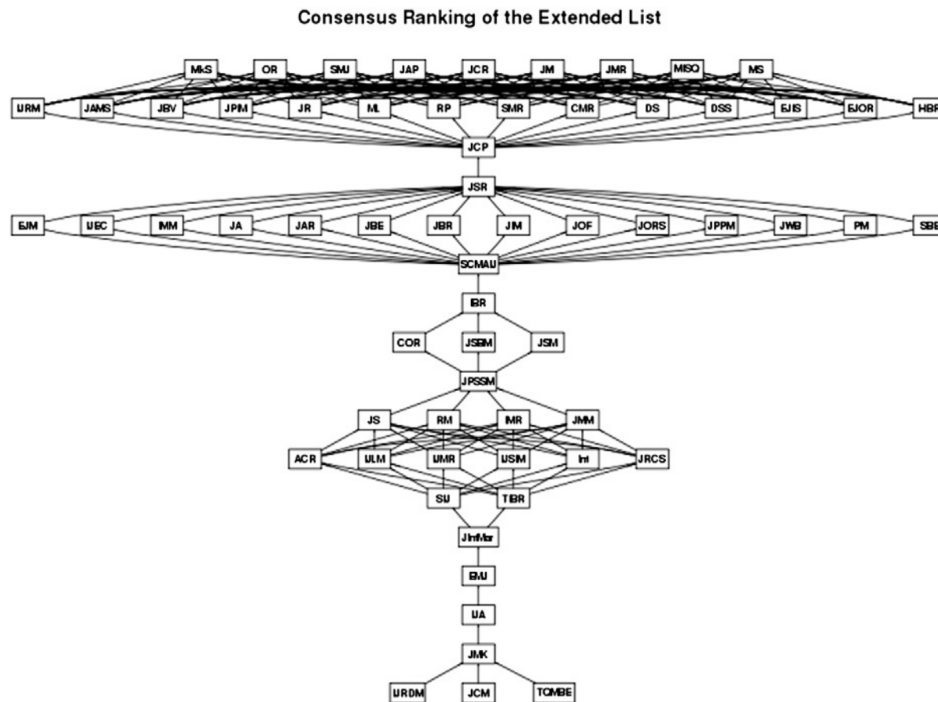 Consensus Ranking of the Extended List
MkS OR SMJ JAP JCR JM JMR MISQ MS
IJRM JAMS JBV JPIM JR ML RP SMR CMR DS DSS EJIS EJOR HBR
JCP
JSR
EJM IJEC IMM JA JAR JBE JBR JIM JOF JORS JPPM JWB PM SBE
SCMAIJ
IBR
COR JSBM JSM
JPSSM
JS RM IMR JMM
ACR IJLM IJMR IJSIM Int JRCS
SIJ TIBR
JIntMar
EMJ
IJA
JMK
IJRDM JCM TQMBE